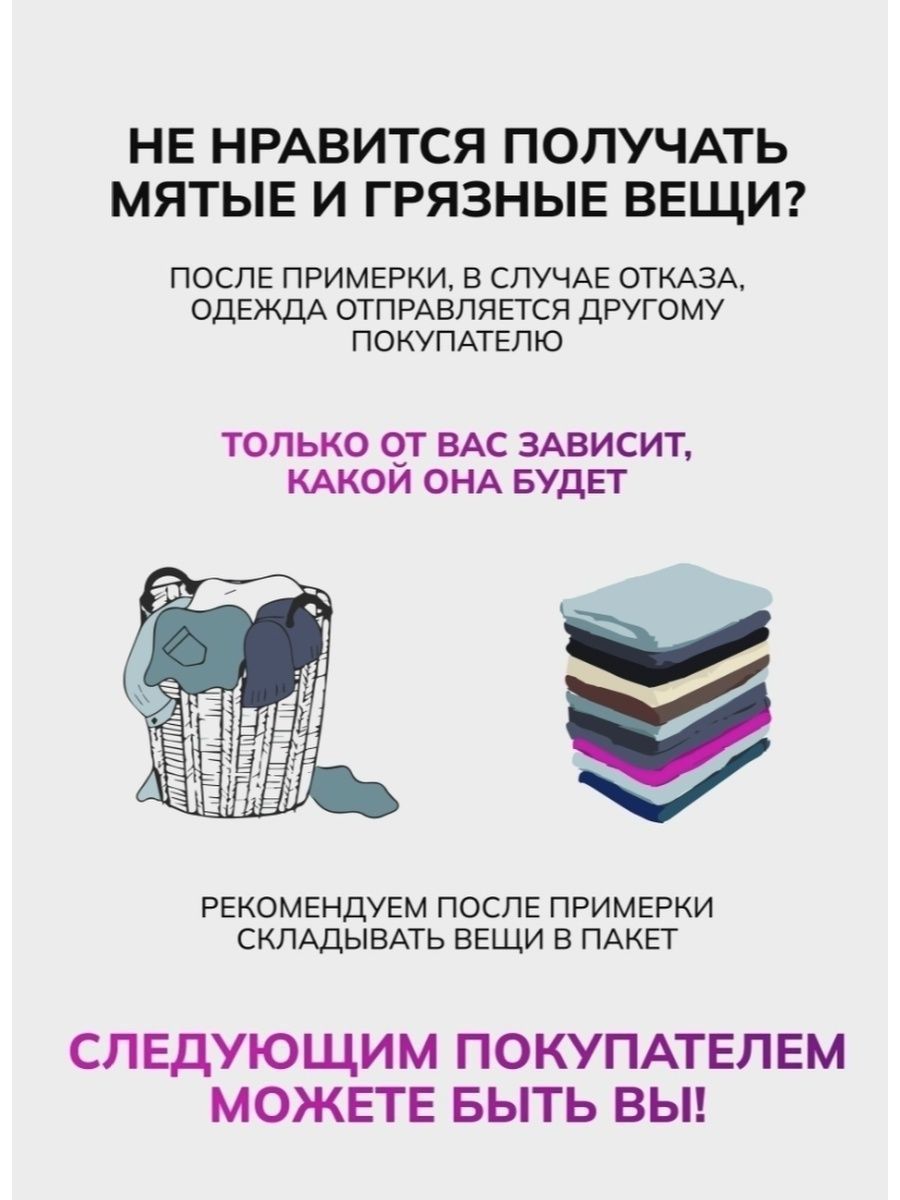 НЕ НРАВИТСЯ ПОЛУЧАТЬ
МЯТЫЕ И ГРЯЗНЫЕ ВЕЩИ?
ПОСЛЕ ПРИМЕРКИ, В СЛУЧАЕ ОТКАЗА,
ОДЕЖДА ОТПРАВЛЯЕТСЯ ДРУГОМУ
ПОКУПАТЕЛЮ
ТОЛЬКО ОТ ВАС ЗАВИСИТ,
КАКОЙ ОНА БУДЕТ
РЕКОМЕНДУЕМ ПОСЛЕ ПРИМЕРКИ
СКЛАДЫВАТЬ ВЕЩИ В ПАКЕТ
СЛЕДУЮЩИМ ПОКУПАТЕЛЕМ
МОЖЕТЕ БЫТЬ ВЫ!